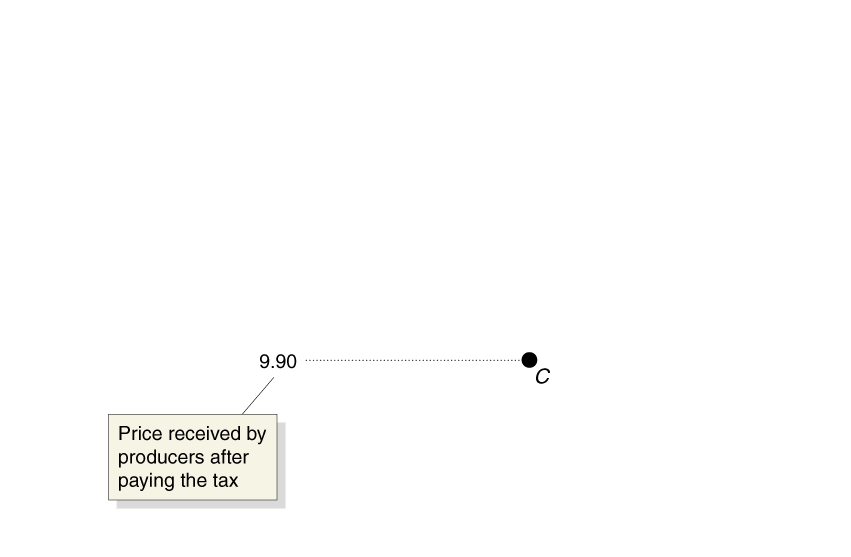 9.90
C
Price received by
producers after
paying the tax